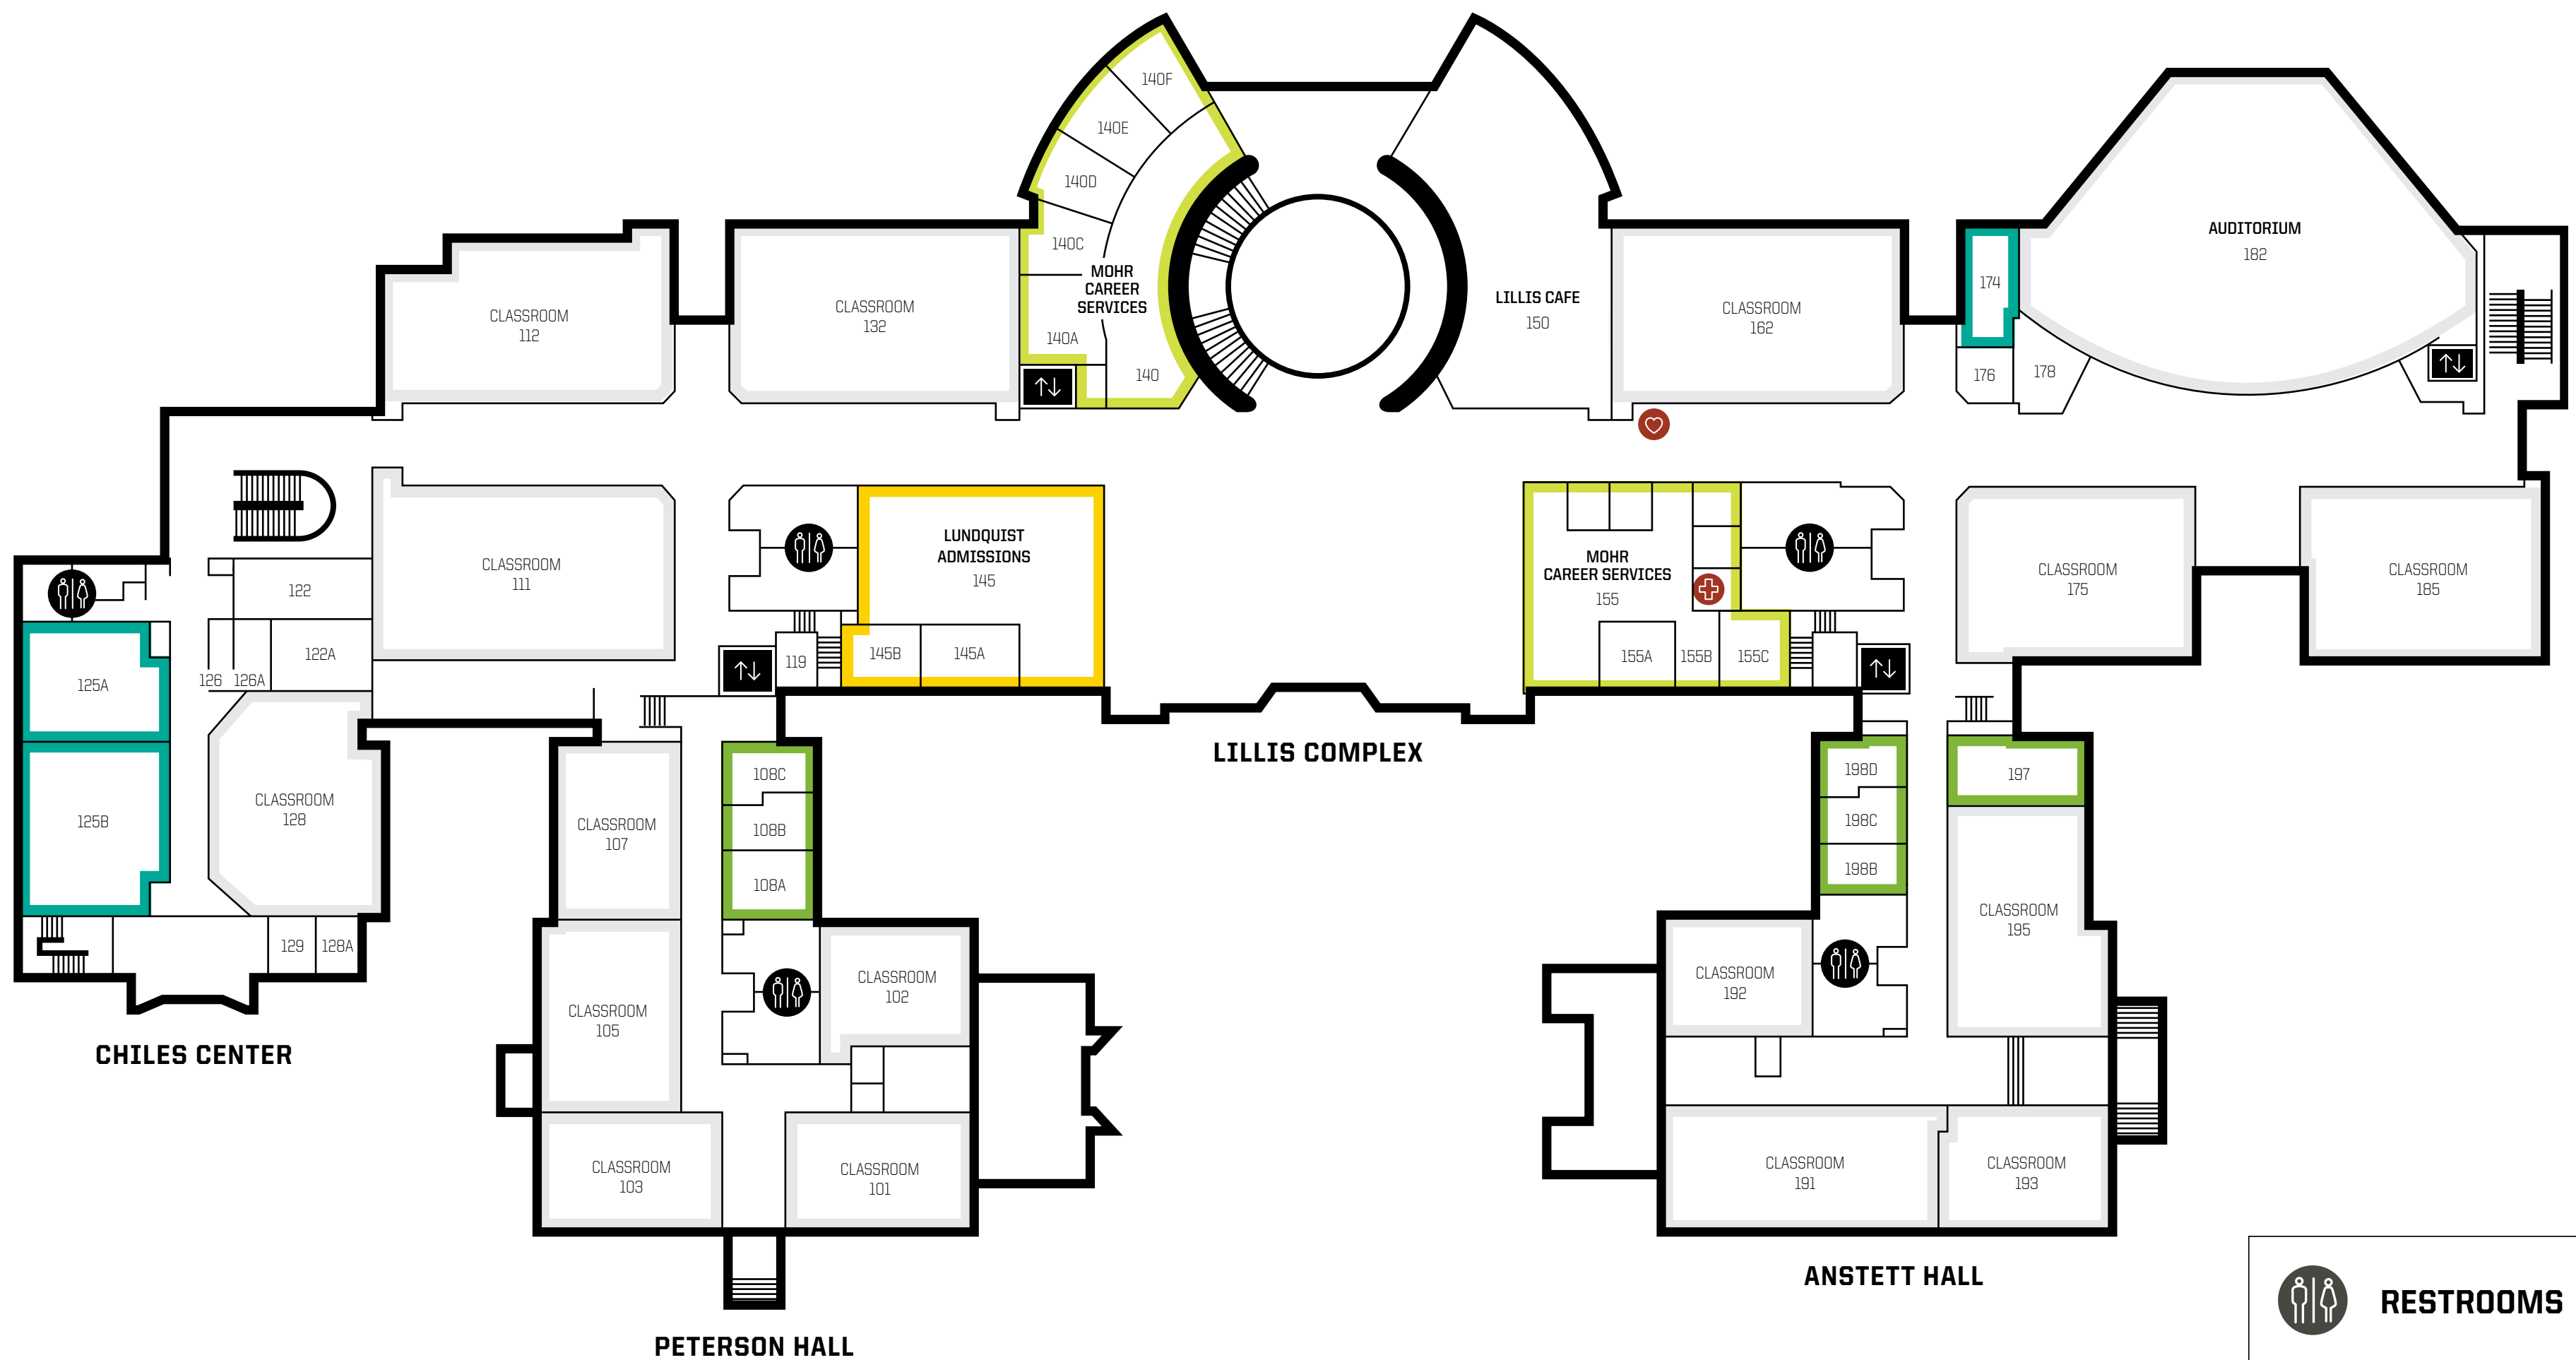 140F
140E
140D
140C
MOHR
CAREER
SERVICES
140A
140
CLASSROOM
112
CLASSROOM
132
LILLIS CAFE
150
CLASSROOM
162
174
176
178
AUDITORIUM
182
122
122A
126
126A
125A
125B
CLASSROOM
111
CLASSROOM
128
129
128A
CHILES CENTER
119
LUNDQUIST
ADMISSIONS
145
145B
145A
MOHR
CAREER SERVICES
155
155A
155B
155C
CLASSROOM
175
CLASSROOM
185
LILLIS COMPLEX
CLASSROOM
107
108C
108B
108A
CLASSROOM
105
CLASSROOM
102
CLASSROOM
103
CLASSROOM
101
PETERSON HALL
198D
198C
198B
197
CLASSROOM
195
CLASSROOM
192
CLASSROOM
191
CLASSROOM
193
ANSTETT HALL
RESTROOMS